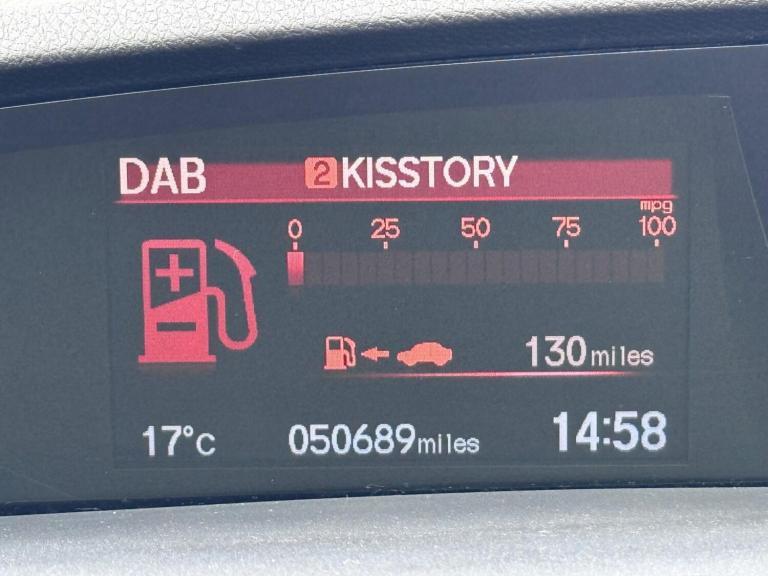 DAB 2 KISSTORY
mpg
0 25 50 75 100
130 miles
17°C 050689 miles 14:58